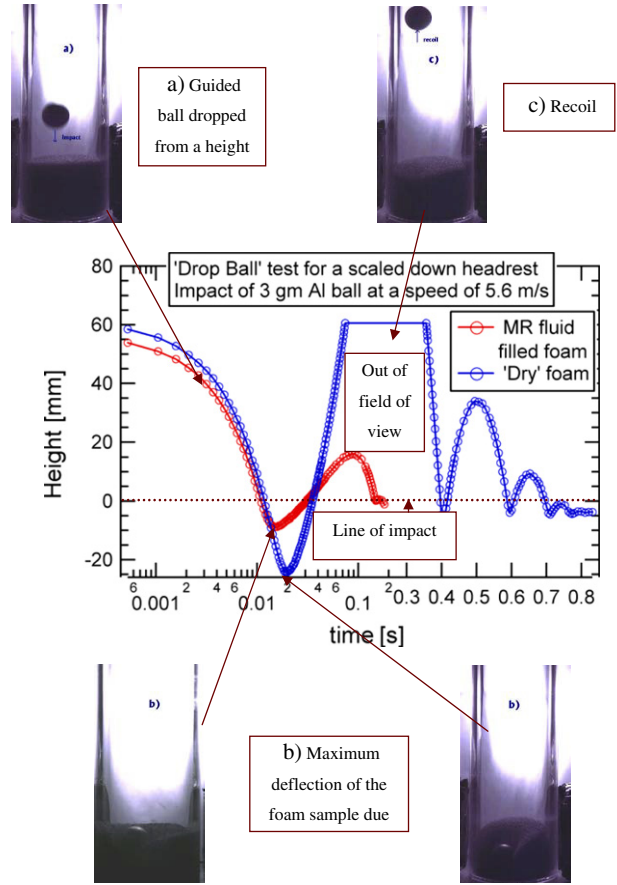 a)
Impact
a) Guided
ball dropped
from a height
recoil
c)
c) Recoil
'Drop Ball' test for a scaled down headrest
Impact of 3 gm Al ball at a speed of 5.6 m/s
MR fluid
filled foam
'Dry' foam
Out of
field of
view
Line of impact
Height [mm]
80
60
40
20
0
-20
6 2 4 6 2 4 6 2
0.001 0.01 0.1 0.3 0.4 0.5 0.6 0.7 0.8
time [s]
b)
b) Maximum
deflection of the
foam sample due
b)